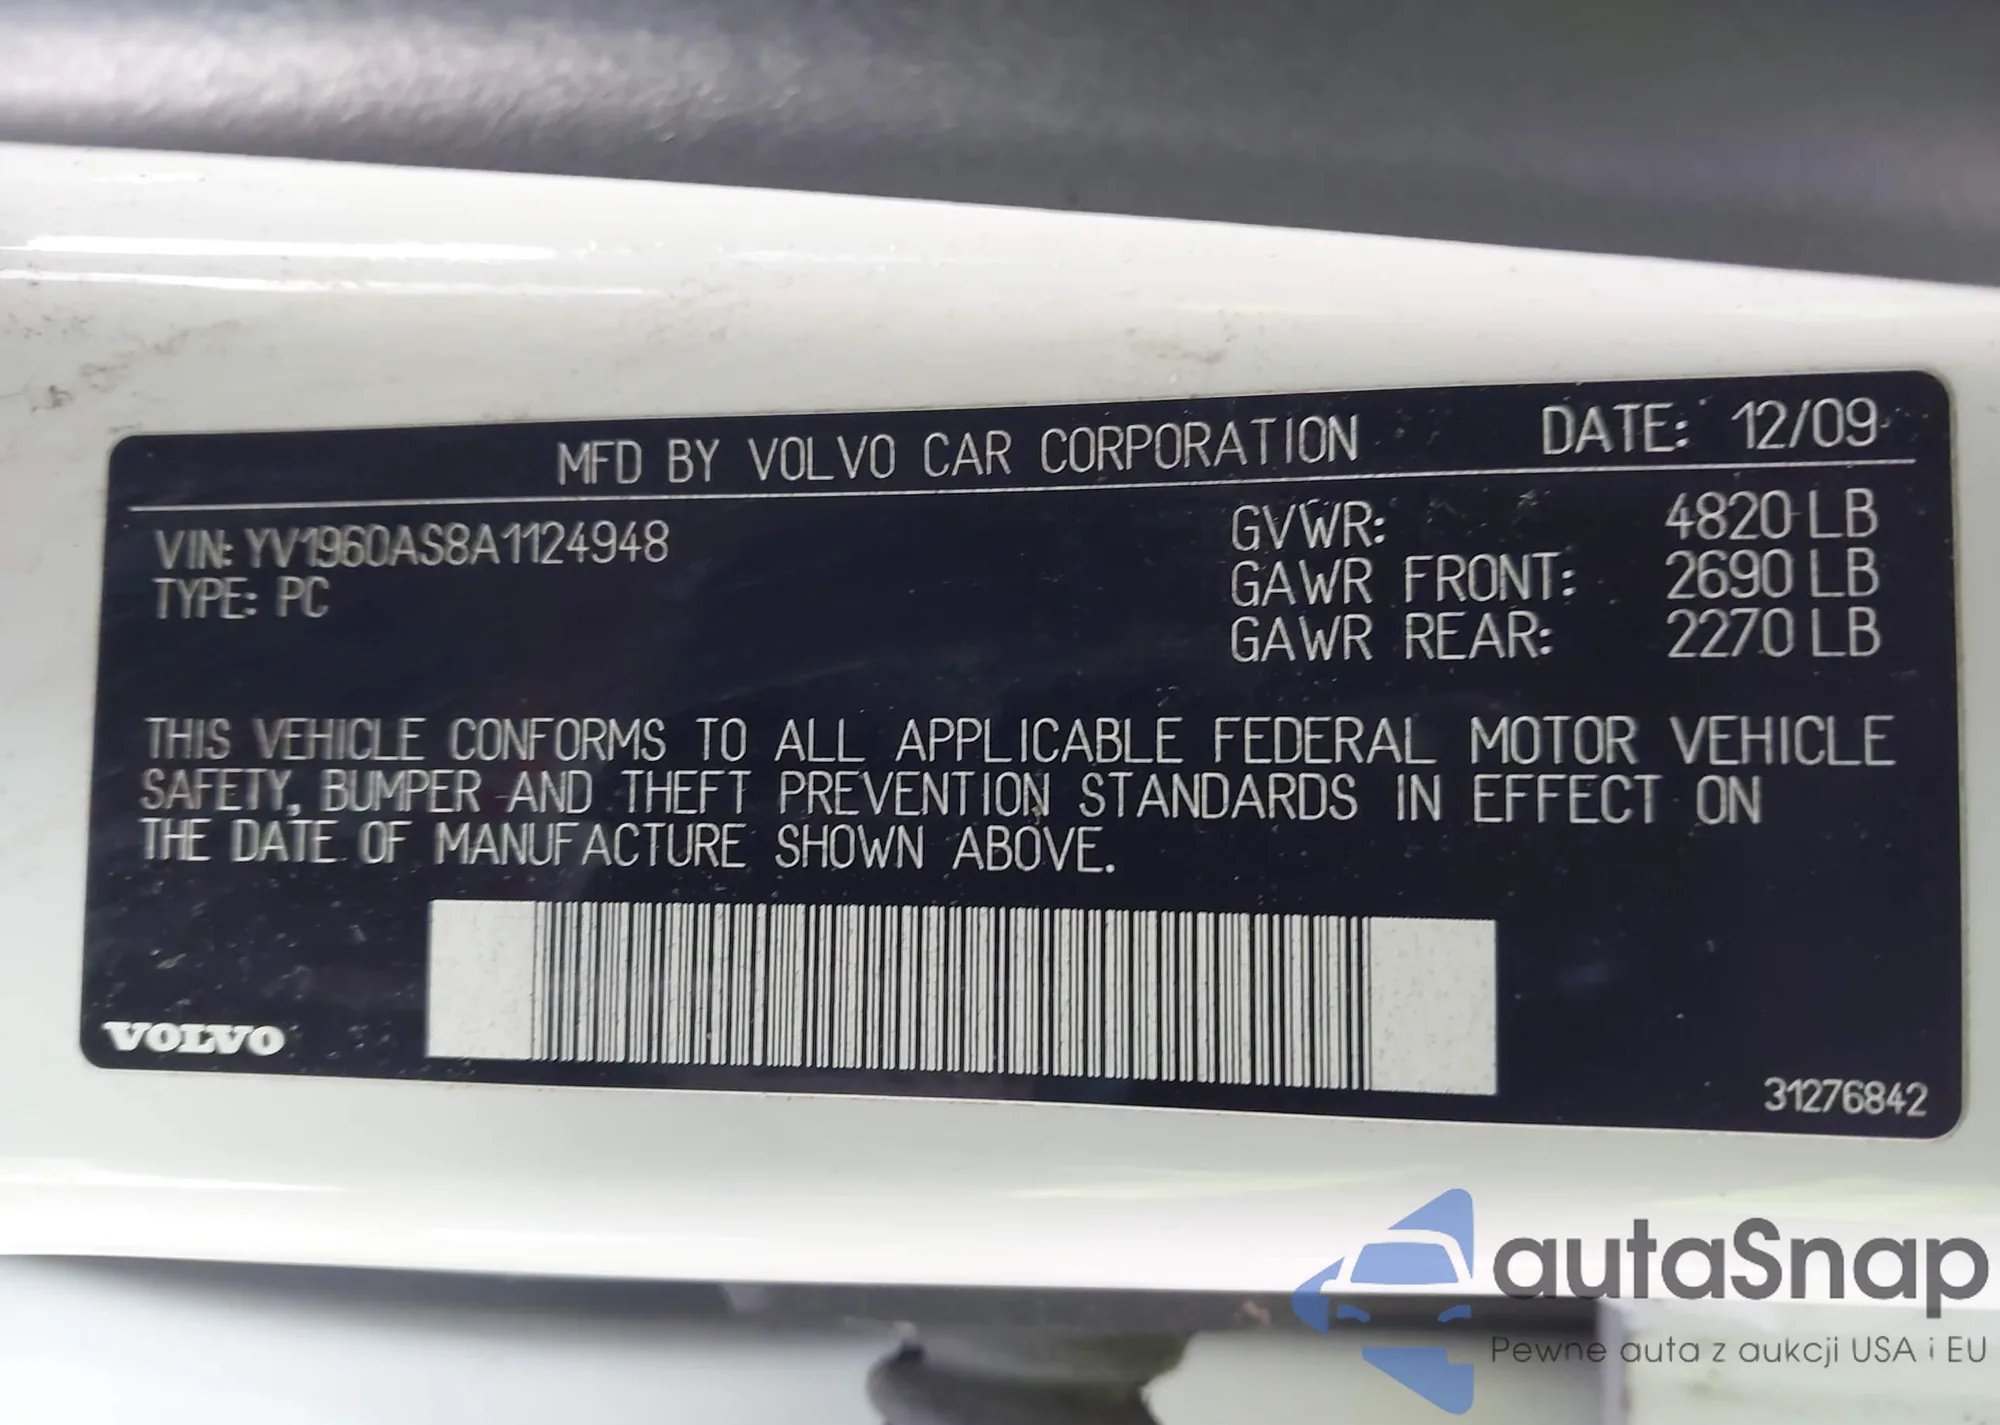 MFD BY VOLVO CAR CORPORATION DATE: 12/09
VIN: YV1960AS8A1124948
TYPE: PC
GVWR: 4820 LB
GAWR FRONT: 2690 LB
GAWR REAR: 2270 LB
THIS VEHICLE CONFORMS TO ALL APPLICABLE FEDERAL MOTOR VEHICLE
SAFETY, BUMPER AND THEFT PREVENTION STANDARDS IN EFFECT ON
THE DATE OF MANUFACTURE SHOWN ABOVE.
VOLVO
31276842
autaSnap
Pewne auta z aukcji USA i EU